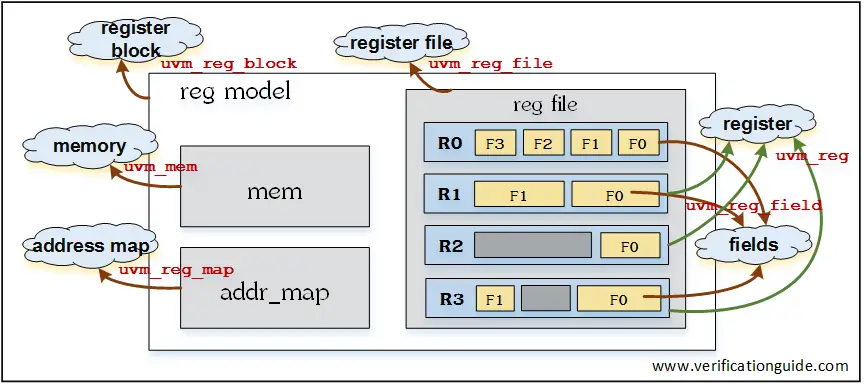 register
block
uvm_reg_block
register file
uvm_reg_file
reg model
reg file
memory
uvm_mem
mem
address map
uvm_reg_map
addr_map
R0 F3 F2 F1 F0
R1 F1 F0
R2 F0
R3 F1 F0
register
uvm_reg
uvm_reg_field
fields
www.verificationguide.com